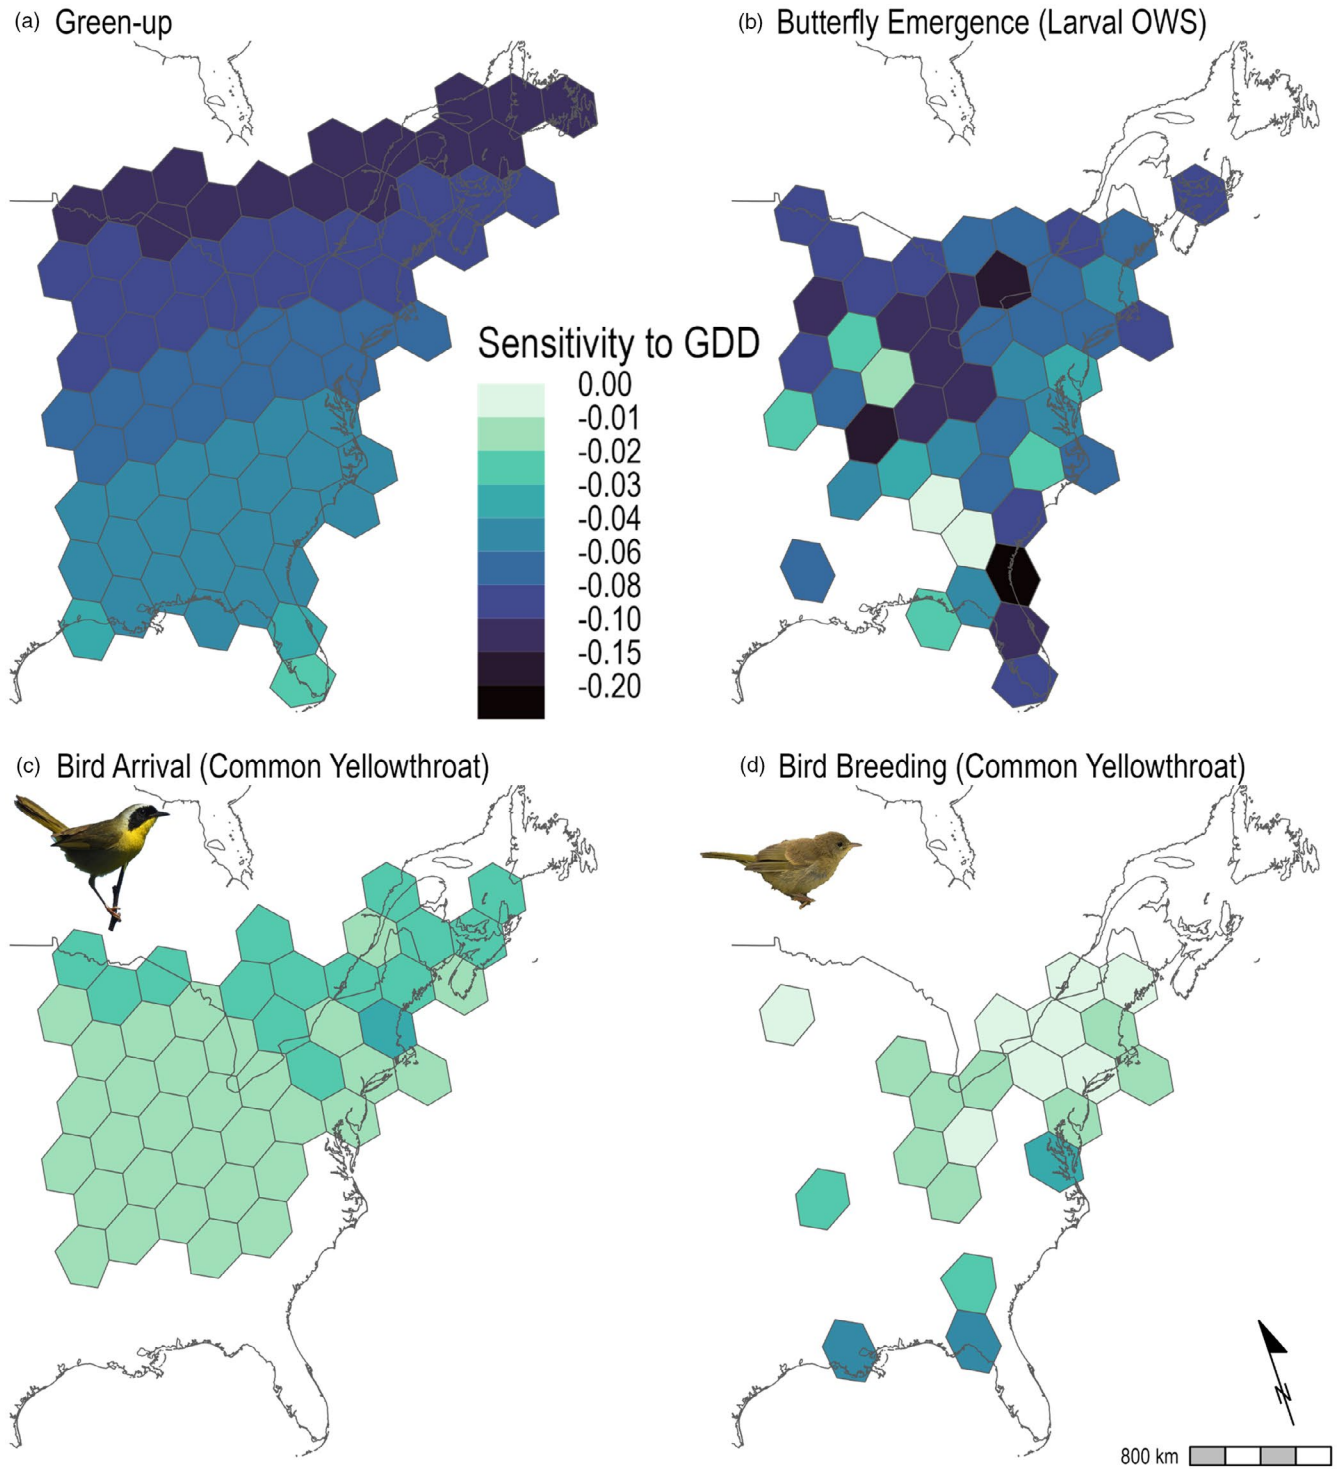 (a) Green-up
(b) Butterfly Emergence (Larval OWS)
Sensitivity to GDD
0.00
-0.01
-0.02
-0.03
-0.04
-0.06
-0.08
-0.10
-0.15
-0.20
(c) Bird Arrival (Common Yellowthroat)
(d) Bird Breeding (Common Yellowthroat)
N
800 km